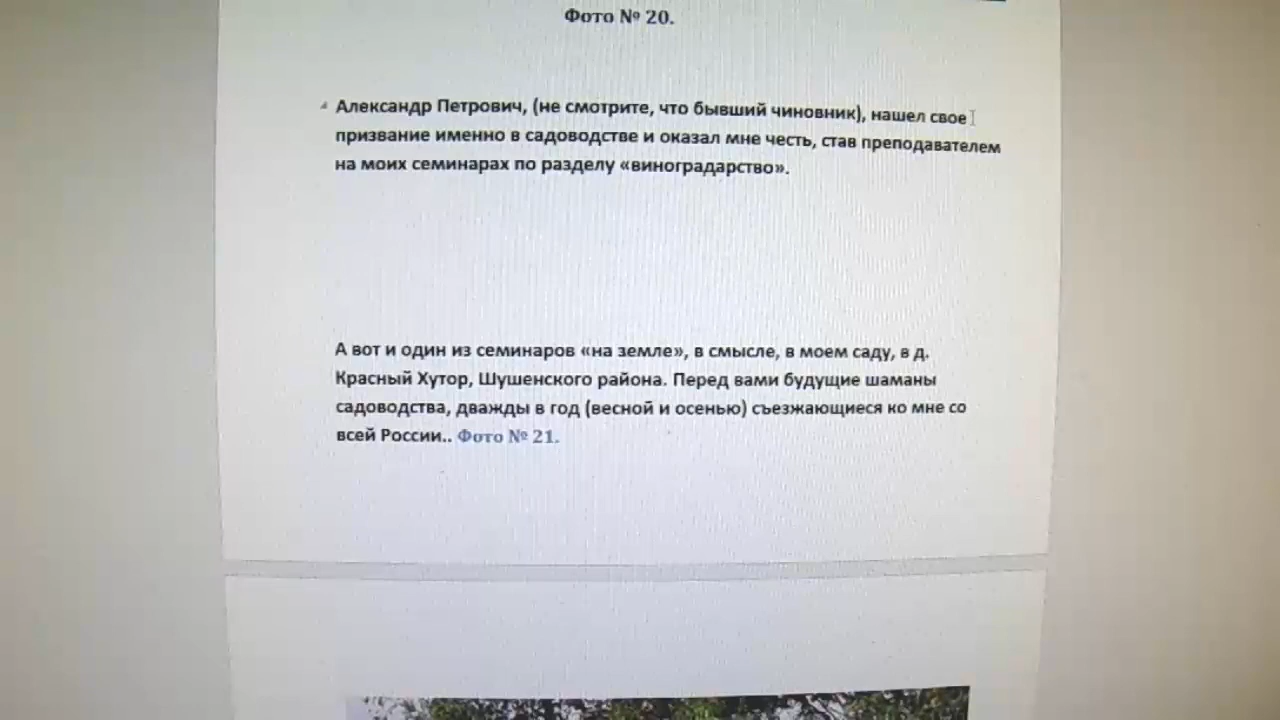 Фото № 20.
Александр Петрович, (не смотрите, что бывший чиновник), нашел свое
призвание именно в садоводстве и оказал мне честь, став преподавателем
на моих семинарах по разделу «виноградарство».
А вот и один из семинаров «на земле», в смысле, в моем саду, в д.
Красный Хутор, Шушенского района. Перед вами будущие шаманы
садоводства, дважды в год (весной и осенью) съезжающиеся ко мне со
всей России.. Фото № 21.